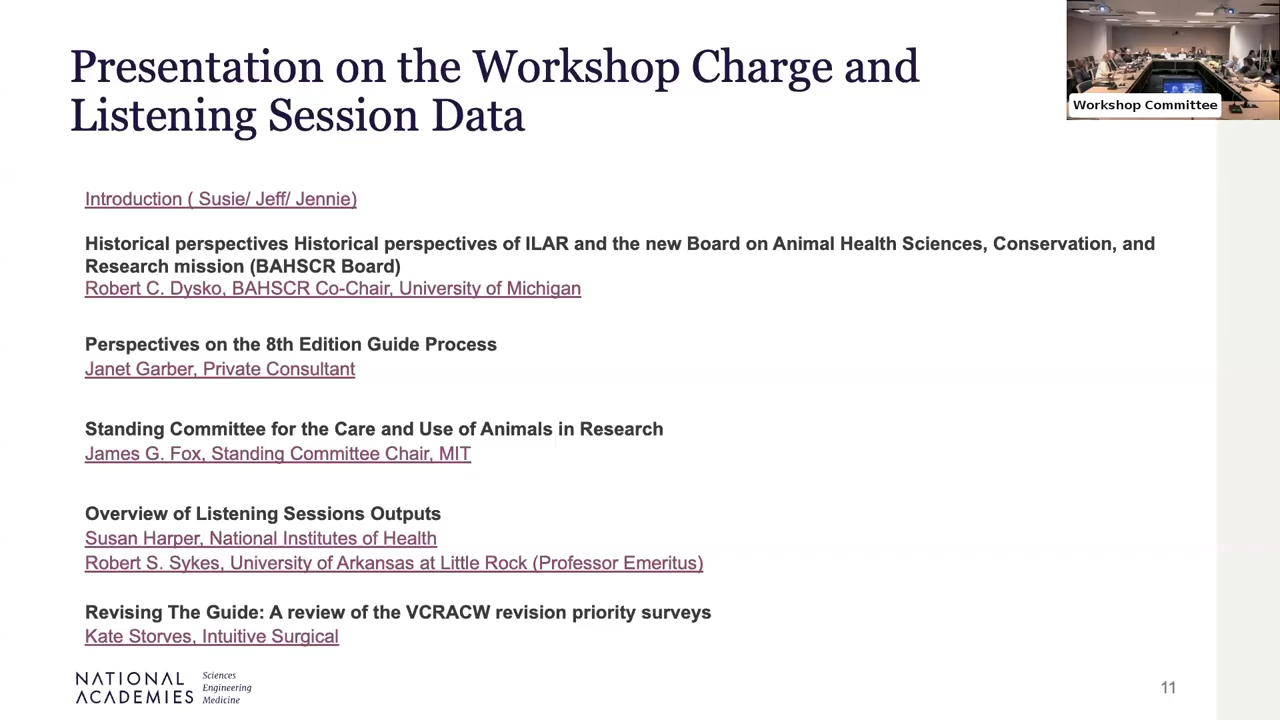 Presentation on the Workshop Charge and
Listening Session Data
Workshop Committee
Introduction ( Susie/ Jeff/ Jennie)
Historical perspectives Historical perspectives of ILAR and the new Board on Animal Health Sciences, Conservation, and
Research mission (BAHSCR Board)
Robert C. Dysko, BAHSCR Co-Chair, University of Michigan
Perspectives on the 8th Edition Guide Process
Janet Garber, Private Consultant
Standing Committee for the Care and Use of Animals in Research
James G. Fox, Standing Committee Chair, MIT
Overview of Listening Sessions Outputs
Susan Harper, National Institutes of Health
Robert S. Sykes, University of Arkansas at Little Rock (Professor Emeritus)
Revising The Guide: A review of the VCRACW revision priority surveys
Kate Storves, Intuitive Surgical
NATIONAL
ACADEMIES
Sciences
Engineering
Medicine
11